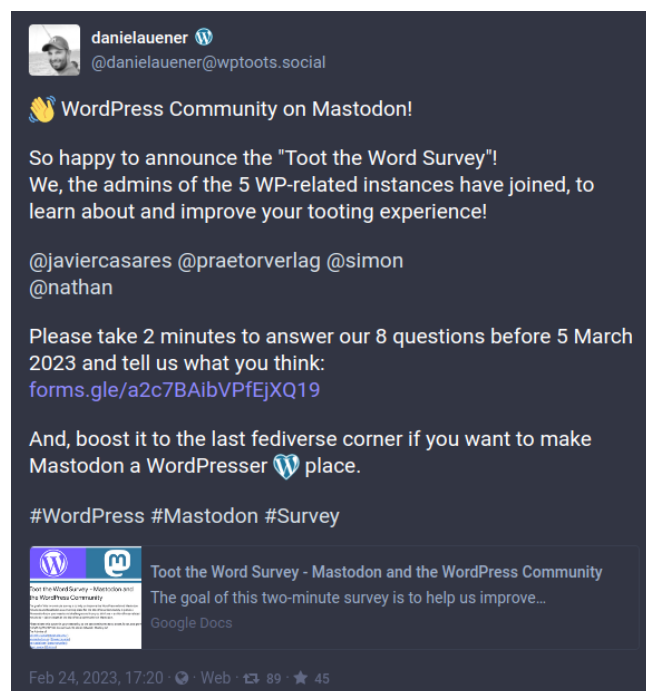 danielauener
@danielauener@wptoots.social
👋 WordPress Community on Mastodon!
So happy to announce the "Toot the Word Survey"!
We, the admins of the 5 WP-related instances have joined, to
learn about and improve your tooting experience!
@javiercasares @praetorverlag @simon
@nathan
Please take 2 minutes to answer our 8 questions before 5 March
2023 and tell us what you think:
forms.gle/a2c7BAibVPfEjXQ19
And, boost it to the last fediverse corner if you want to make
Mastodon a WordPresser place.
#WordPress #Mastodon #Survey
Toot the Word Survey - Mastodon and
the WordPress Community
Toot the Word Survey - Mastodon and the WordPress Community
The goal of this two-minute survey is to help us improve…
Google Docs
Feb 24, 2023, 17:20 · Web · 89 · 45